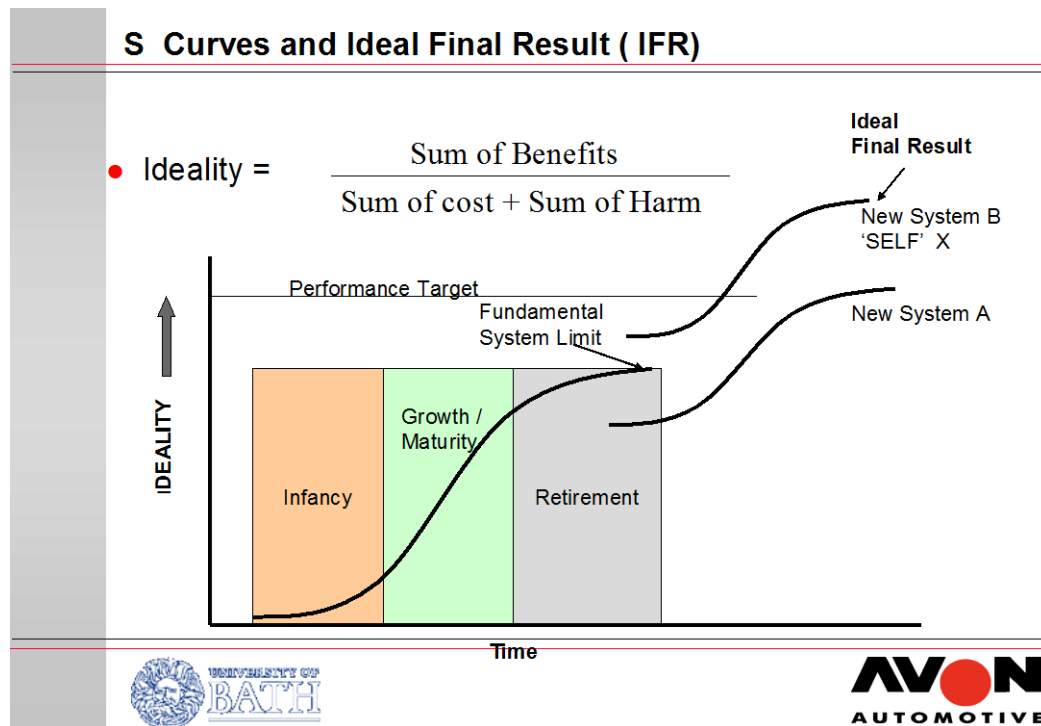 S Curves and Ideal Final Result ( IFR)
Ideality =
Sum of Benefits
Sum of cost + Sum of Harm
Ideal
Final Result
New System B
‘SELF’ X
Performance Target
Fundamental
System Limit
New System A
IDEALITY
Growth /
Maturity
Infancy
Retirement
Time
UNIVERSITY OF
BATH
AVON
AUTOMOTIVE